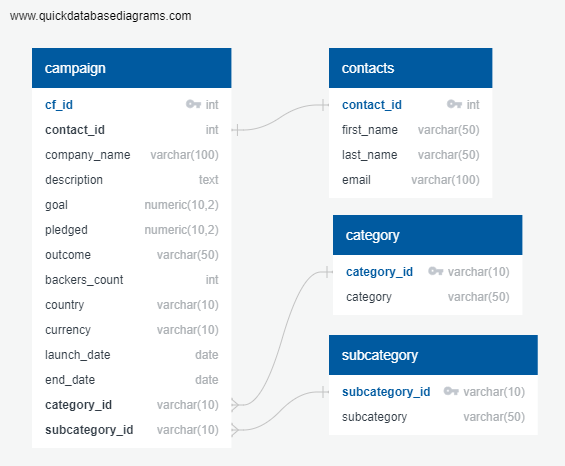 www.quickdatabasediagrams.com
campaign
cf_id int
contact_id int
company_name varchar(100)
description text
goal numeric(10,2)
pledged numeric(10,2)
outcome varchar(50)
backers_count int
country varchar(10)
currency varchar(10)
launch_date date
end_date date
category_id varchar(10)
subcategory_id varchar(10)
contacts
contact_id int
first_name varchar(50)
last_name varchar(50)
email varchar(100)
category
category_id varchar(10)
category varchar(50)
subcategory
subcategory_id varchar(10)
subcategory varchar(50)